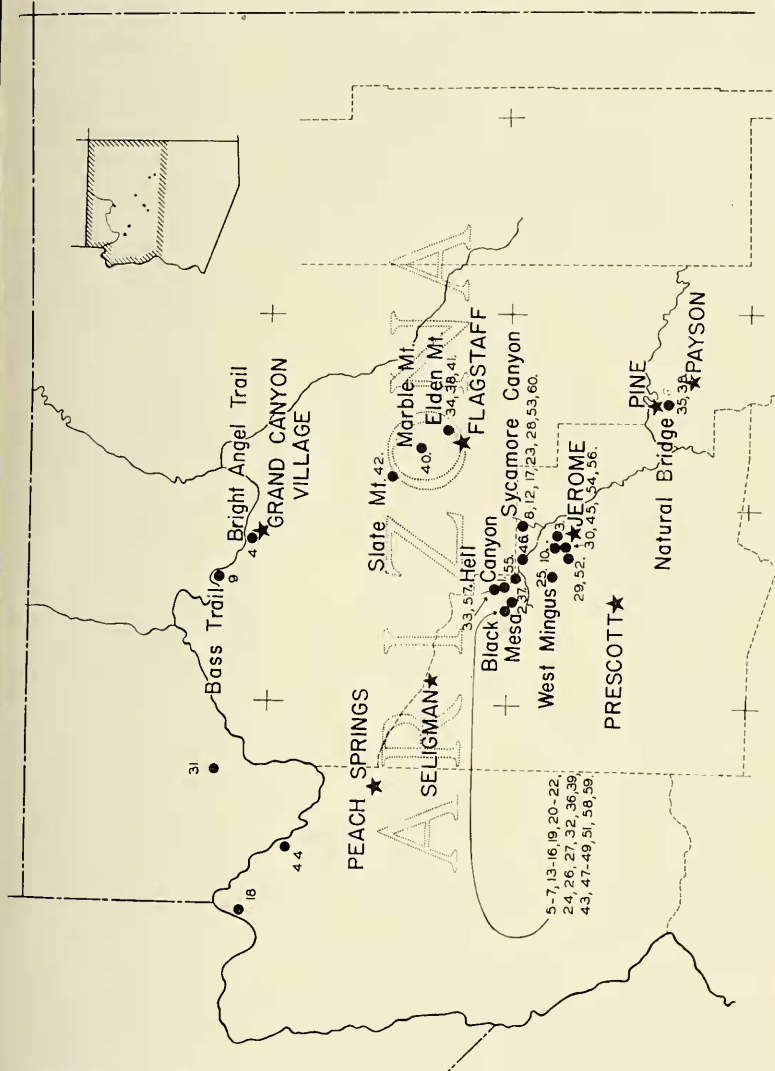 Bright Angel Trail
4
GRAND CANYON
VILLAGE
Bass Trail
9
31
44
18
ARIZONA
Slate Mt. 42.
Marble Mt.
40.
Elden Mt.
34, 38, 41.
FLAGSTAFF
PEACH SPRINGS
SELIGMAN
33, 57. Hell
Canyon
Black
Mesa
2, 37.
1, 55.
46.
Sycamore Canyon
8, 12, 17, 23, 28, 53, 60.
West Mingus
25,
10.
3.
JEROME
30, 45, 50, 54, 56.
29, 52.
PRESCOTT
PINE
Natural Bridge
35, 38.
PAYSON
5-7, 13-16, 19, 20-22,
24, 26, 27, 32, 36, 39,
43, 47-49, 51, 58, 59.